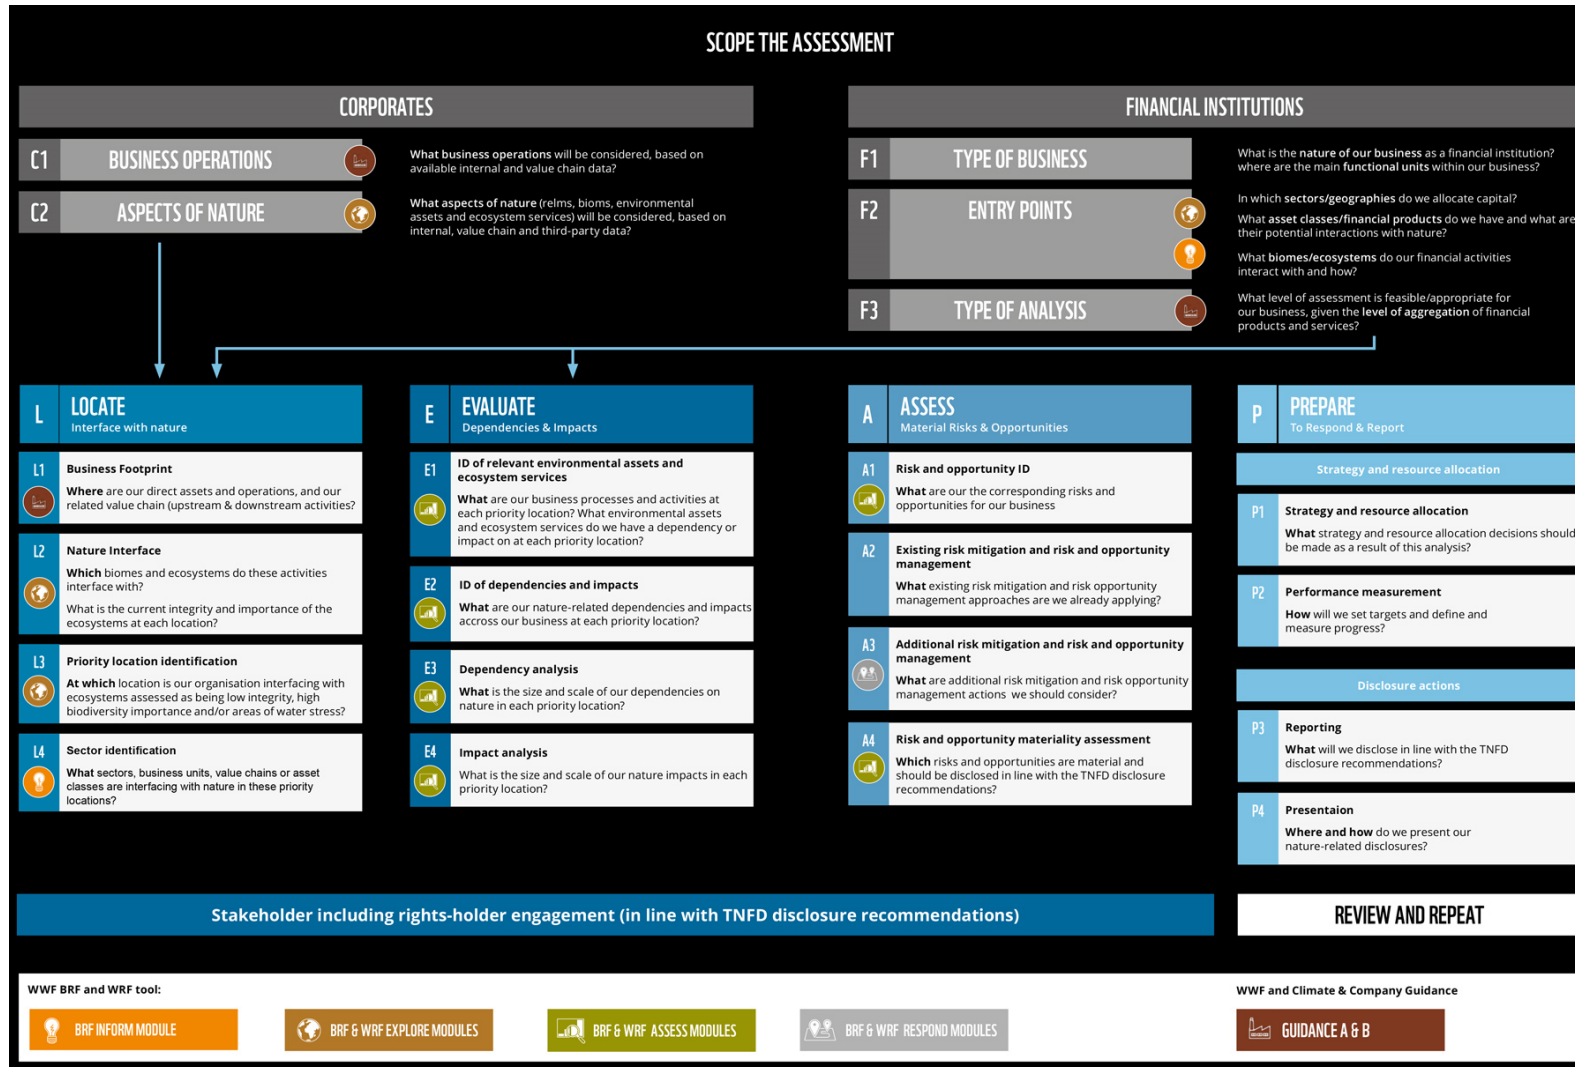 SCOPE THE ASSESSMENT
CORPORATES
C1
BUSINESS OPERATIONS
What business operations will be considered, based on
available internal and value chain data?
C2
ASPECTS OF NATURE
What aspects of nature (relms, bioms, environmental
assets and ecosystem services) will be considered, based on
internal, value chain and third-party data?
FINANCIAL INSTITUTIONS
F1
TYPE OF BUSINESS
What is the nature of our business as a financial institution?
where are the main functional units within our business?
F2
ENTRY POINTS
In which sectors/geographies do we allocate capital?
What asset classes/financial products do we have and what are
their potential interactions with nature?
What biomes/ecosystems do our financial activities
interact with and how?
F3
TYPE OF ANALYSIS
What level of assessment is feasible/appropriate for
our business, given the level of aggregation of financial
products and services?
L
LOCATE
Interface with nature
L1
Business Footprint
Where are our direct assets and operations, and our
related value chain (upstream & downstream activities?
L2
Nature Interface
Which biomes and ecosystems do these activities
interface with?
What is the current integrity and importance of the
ecosystems at each location?
L3
Priority location identification
At which location is our organisation interfacing with
ecosystems assessed as being low integrity, high
biodiversity importance and/or areas of water stress?
L4
Sector identification
What sectors, business units, value chains or asset
classes are interfacing with nature in these priority
locations?
E
EVALUATE
Dependencies & Impacts
E1
ID of relevant environmental assets and
ecosystem services
What are our business processes and activities at
each priority location? What environmental assets
and ecosystem services do we have a dependency or
impact on at each priority location?
E2
ID of dependencies and impacts
What are our nature-related dependencies and impacts
accross our business at each priority location?
E3
Dependency analysis
What is the size and scale of our dependencies on
nature in each priority location?
E4
Impact analysis
What is the size and scale of our nature impacts in each
priority location?
A
ASSESS
Material Risks & Opportunities
A1
Risk and opportunity ID
What are our the corresponding risks and
opportunities for our business
A2
Existing risk mitigation and risk and opportunity
management
What existing risk mitigation and risk opportunity
management approaches are we already applying?
A3
Additional risk mitigation and risk and opportunity
management
What are additional risk mitigation and risk opportunity
management actions we should consider?
A4
Risk and opportunity materiality assessment
Which risks and opportunities are material and
should be disclosed in line with the TNFD disclosure
recommendations?
P
PREPARE
To Respond & Report
Strategy and resource allocation
P1
Strategy and resource allocation
What strategy and resource allocation decisions should
be made as a result of this analysis?
P2
Performance measurement
How will we set targets and define and
measure progress?
Disclosure actions
P3
Reporting
What will we disclose in line with the TNFD
disclosure recommendations?
P4
Presentaion
Where and how do we present our
nature-related disclosures?
Stakeholder including rights-holder engagement (in line with TNFD disclosure recommendations)
REVIEW AND REPEAT
WWF BRF and WRF tool:
BRF INFORM MODULE
BRF & WRF EXPLORE MODULES
BRF & WRF ASSESS MODULES
BRF & WRF RESPOND MODULES
WWF and Climate & Company Guidance
GUIDANCE A & B